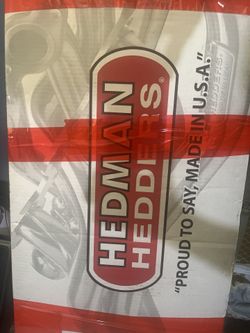 HEDMAN
HEDDERS®
"PROUD TO SAY, MADE IN U.S.A."